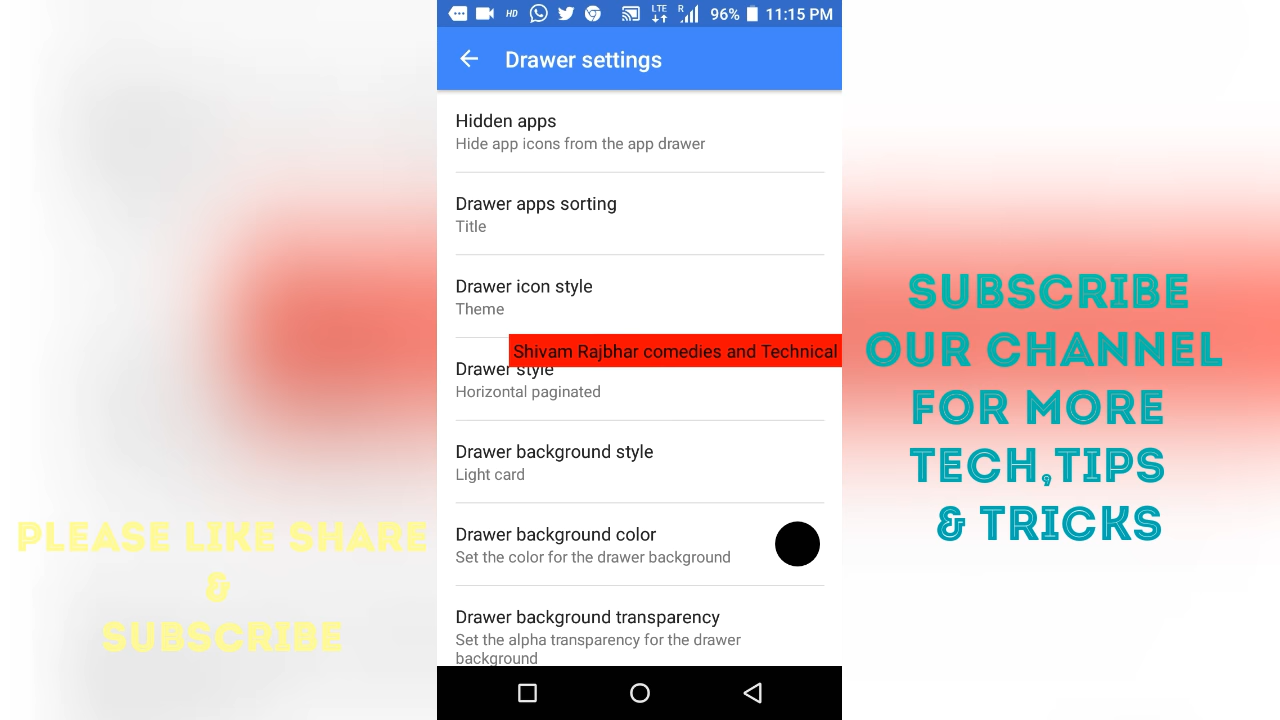 HD LTE R 96% 11:15 PM
Drawer settings
Hidden apps
Hide app icons from the app drawer
Drawer apps sorting
Title
Drawer icon style
Theme
Shivam Rajbhar comedies and Technical
Drawer style
Horizontal paginated
Drawer background style
Light card
Drawer background color
Set the color for the drawer background
Drawer background transparency
Set the alpha transparency for the drawer
background
PLEASE LIKE SHARE
&
SUBSCRIBE
SUBSCRIBE
OUR CHANNEL
FOR MORE
TECH,TIPS
& TRICKS